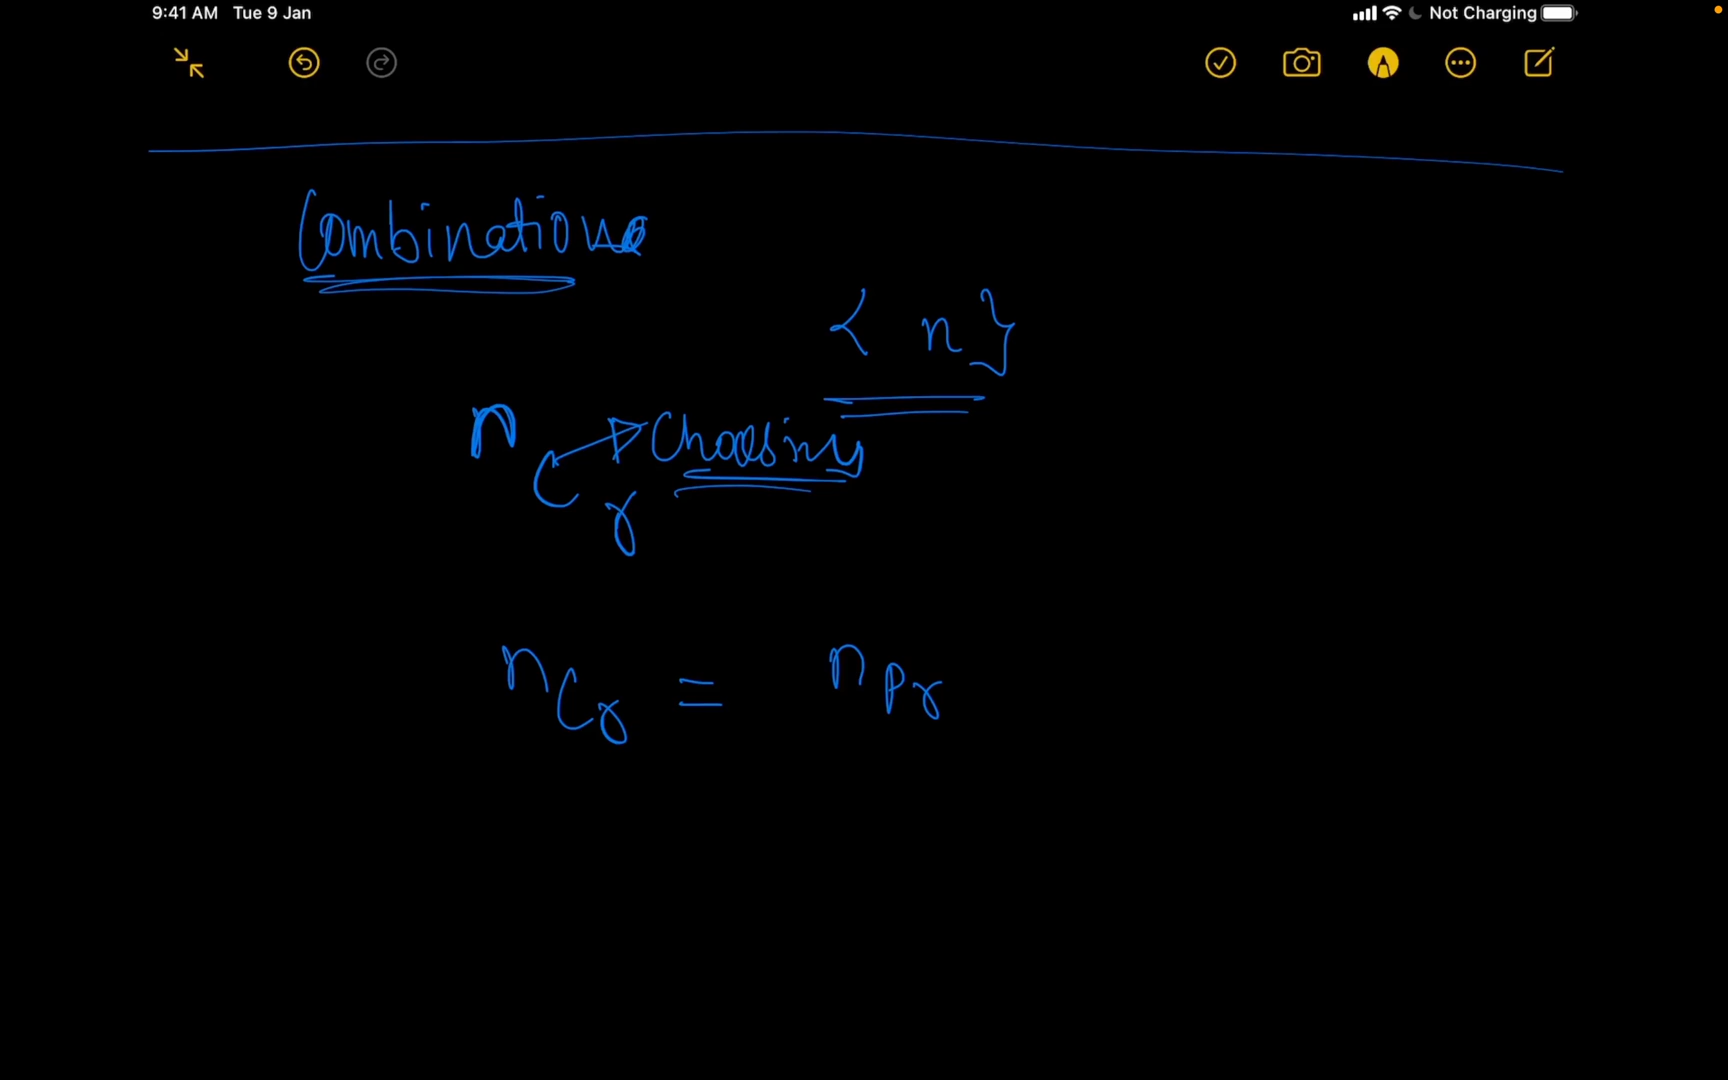 9:41 AM Tue 9 Jan Not Charging
Combinations
{ n }
n C r Choosing
nCr = nPr